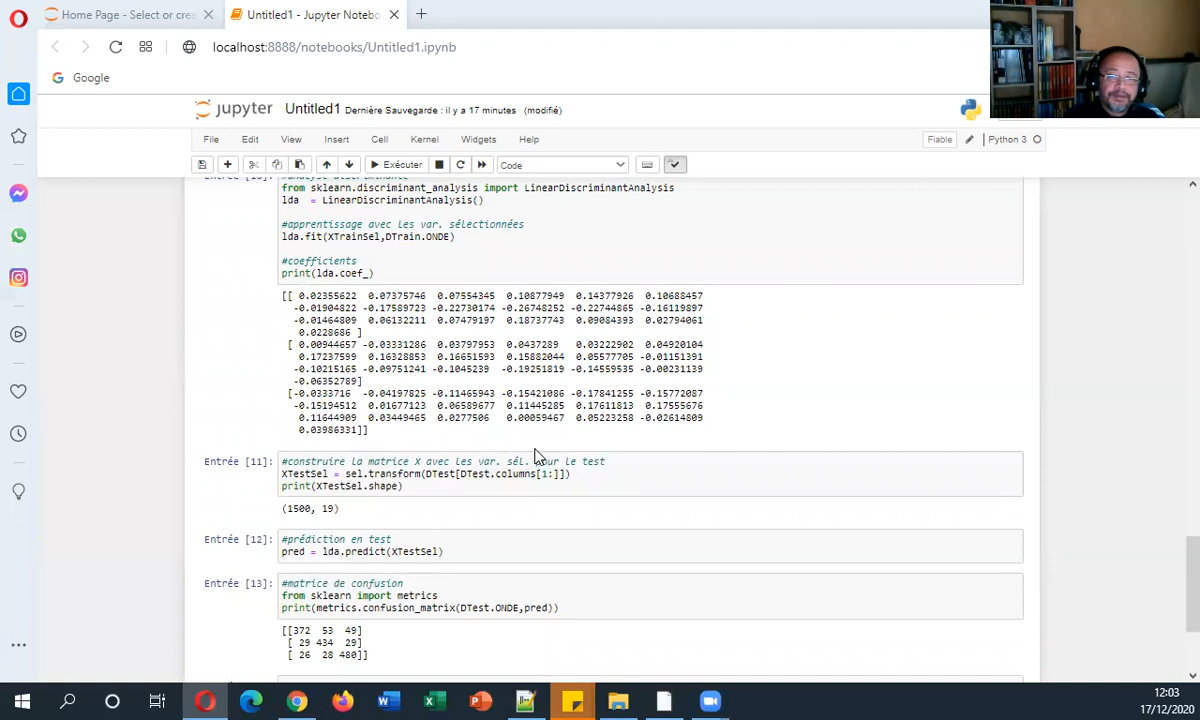 Home Page - Select or crea
Untitled1 - Jupyter Notebo
localhost:8888/notebooks/Untitled1.ipynb
Google
jupyter Untitled1 Dernière Sauvegarde : il y a 17 minutes (modifié)
File Edit View Insert Cell Kernel Widgets Help
Fiable Python 3
Exécuter Code
Entrée [10]: #analyse discriminante
from sklearn.discriminant_analysis import LinearDiscriminantAnalysis
lda = LinearDiscriminantAnalysis()
#apprentissage avec les var. sélectionnées
lda.fit(XTrainSel,DTrain.ONDE)
#coefficients
print(lda.coef_)
[[ 0.02355622 0.07375746 0.07554345 0.10877949 0.14377926 0.10688457
-0.01904822 -0.17589723 -0.22730174 -0.26748252 -0.22744865 -0.16119897
-0.01464809 0.06132211 0.07479197 0.18737743 0.09084393 0.02794061
0.0228686 ]
[ 0.00944657 -0.03331286 0.03797953 0.0437289 0.03222902 0.04920104
0.17237599 0.16328853 0.16651593 0.15882044 0.05577705 -0.01151391
-0.10215165 -0.09751241 -0.1045239 -0.19251819 -0.14559535 -0.00231139
-0.06352789]
[-0.0333716 -0.04197825 -0.11465943 -0.15421086 -0.17841255 -0.15772087
-0.15194512 0.01677123 0.06589677 0.11445285 0.17611813 0.17555676
0.11644909 0.03449465 0.0277506 0.00059467 0.05223258 -0.02614809
0.03986331]]
Entrée [11]: #construire la matrice X avec les var. sél. pour le test
XTestSel = sel.transform(DTest[DTest.columns[1:]])
print(XTestSel.shape)
(1500, 19)
Entrée [12]: #prédiction en test
pred = lda.predict(XTestSel)
Entrée [13]: #matrice de confusion
from sklearn import metrics
print(metrics.confusion_matrix(DTest.ONDE,pred))
[[372 53 49]
[ 29 434 29]
[ 26 28 480]]
12:03
17/12/2020